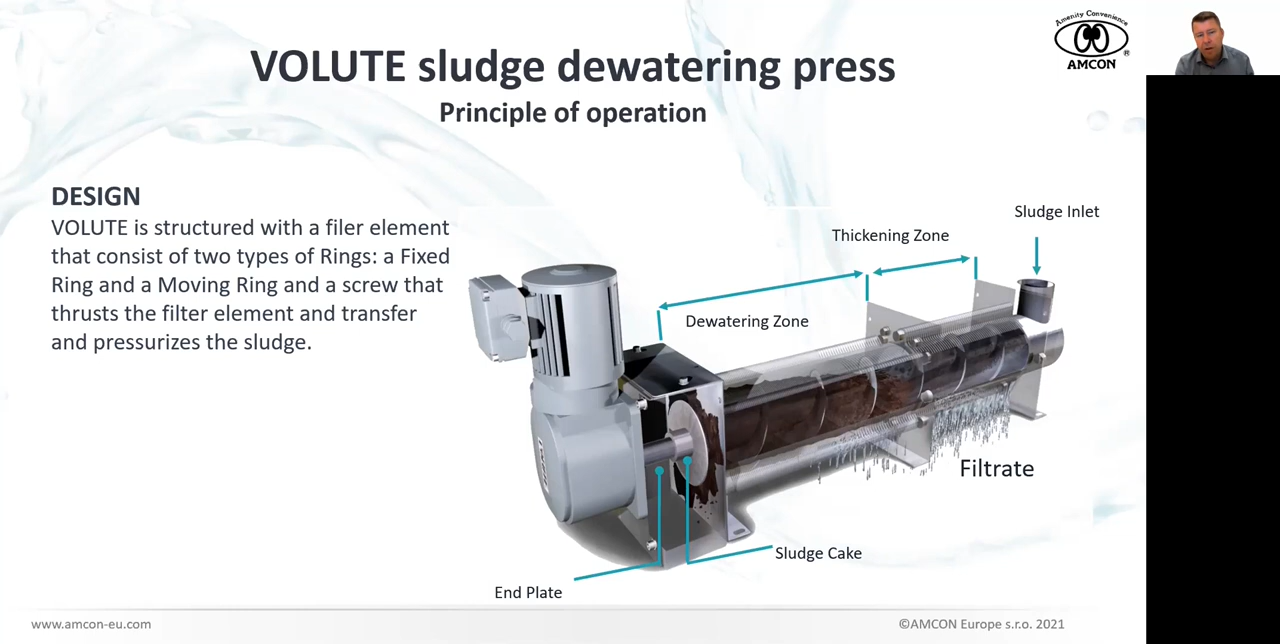 Amenity Convenience
®
AMCON
VOLUTE sludge dewatering press
Principle of operation
DESIGN
VOLUTE is structured with a filer element
that consist of two types of Rings: a Fixed
Ring and a Moving Ring and a screw that
thrusts the filter element and transfer
and pressurizes the sludge.
Sludge Inlet
Thickening Zone
Dewatering Zone
Filtrate
Sludge Cake
End Plate
www.amcon-eu.com
©AMCON Europe s.r.o. 2021